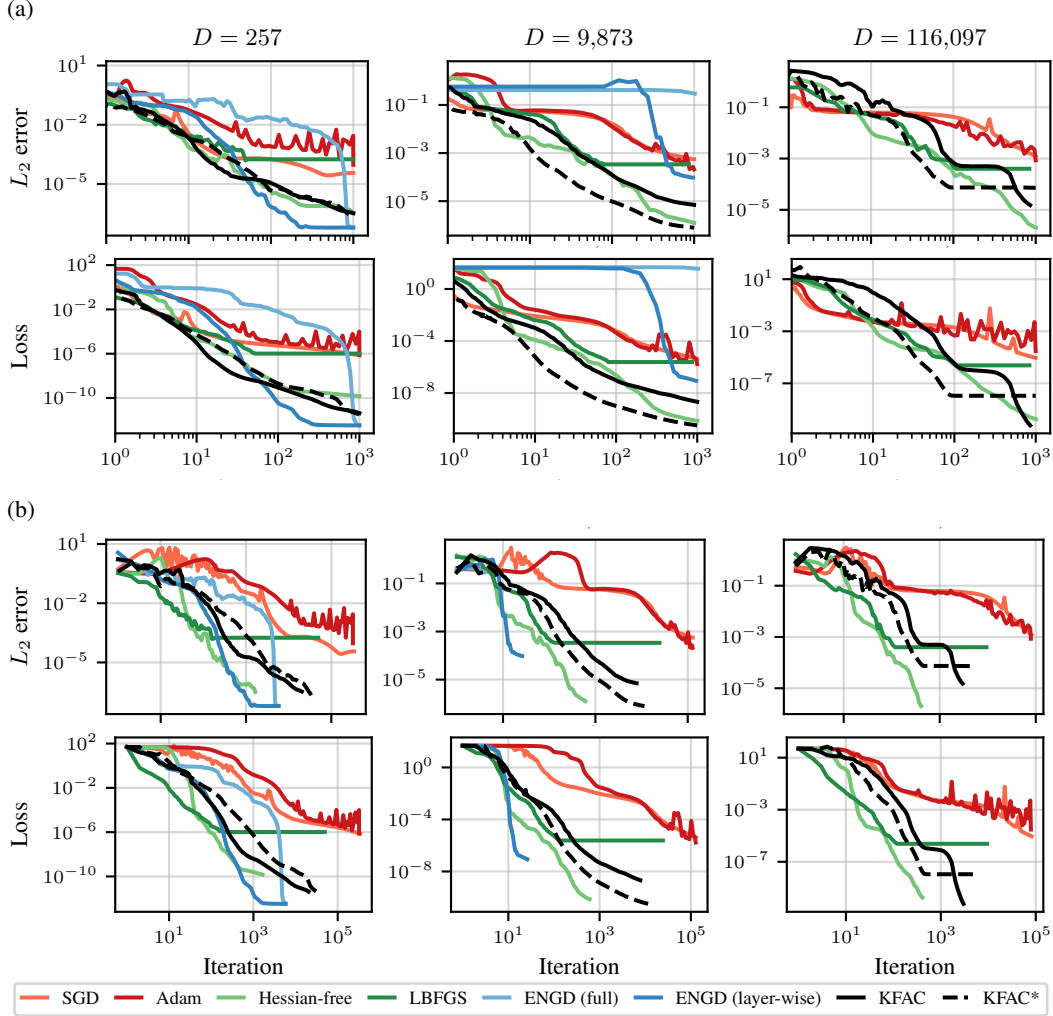 (a)
D = 257 D = 9,873 D = 116,097
10^1 10^{-2} 10^{-5} L_2 error
10^{-1} 10^{-3} 10^{-5}
10^{-1} 10^{-3} 10^{-5}
10^2 10^{-2} 10^{-6} 10^{-10} Loss
10^0 10^{-4} 10^{-8}
10^1 10^{-3} 10^{-7}
10^0 10^1 10^2 10^3 10^0 10^1 10^2 10^3 10^0 10^1 10^2 10^3
(b)
10^1 10^{-2} 10^{-5} L_2 error
10^{-1} 10^{-3} 10^{-5}
10^{-1} 10^{-3} 10^{-5}
10^2 10^{-2} 10^{-6} 10^{-10} Loss
10^0 10^{-4} 10^{-8}
10^1 10^{-3} 10^{-7}
10^1 10^3 10^5 10^1 10^3 10^5 10^1 10^3 10^5
Iteration Iteration Iteration
SGD Adam Hessian-free LBFGS ENGD (full) ENGD (layer-wise) KFAC KFAC*